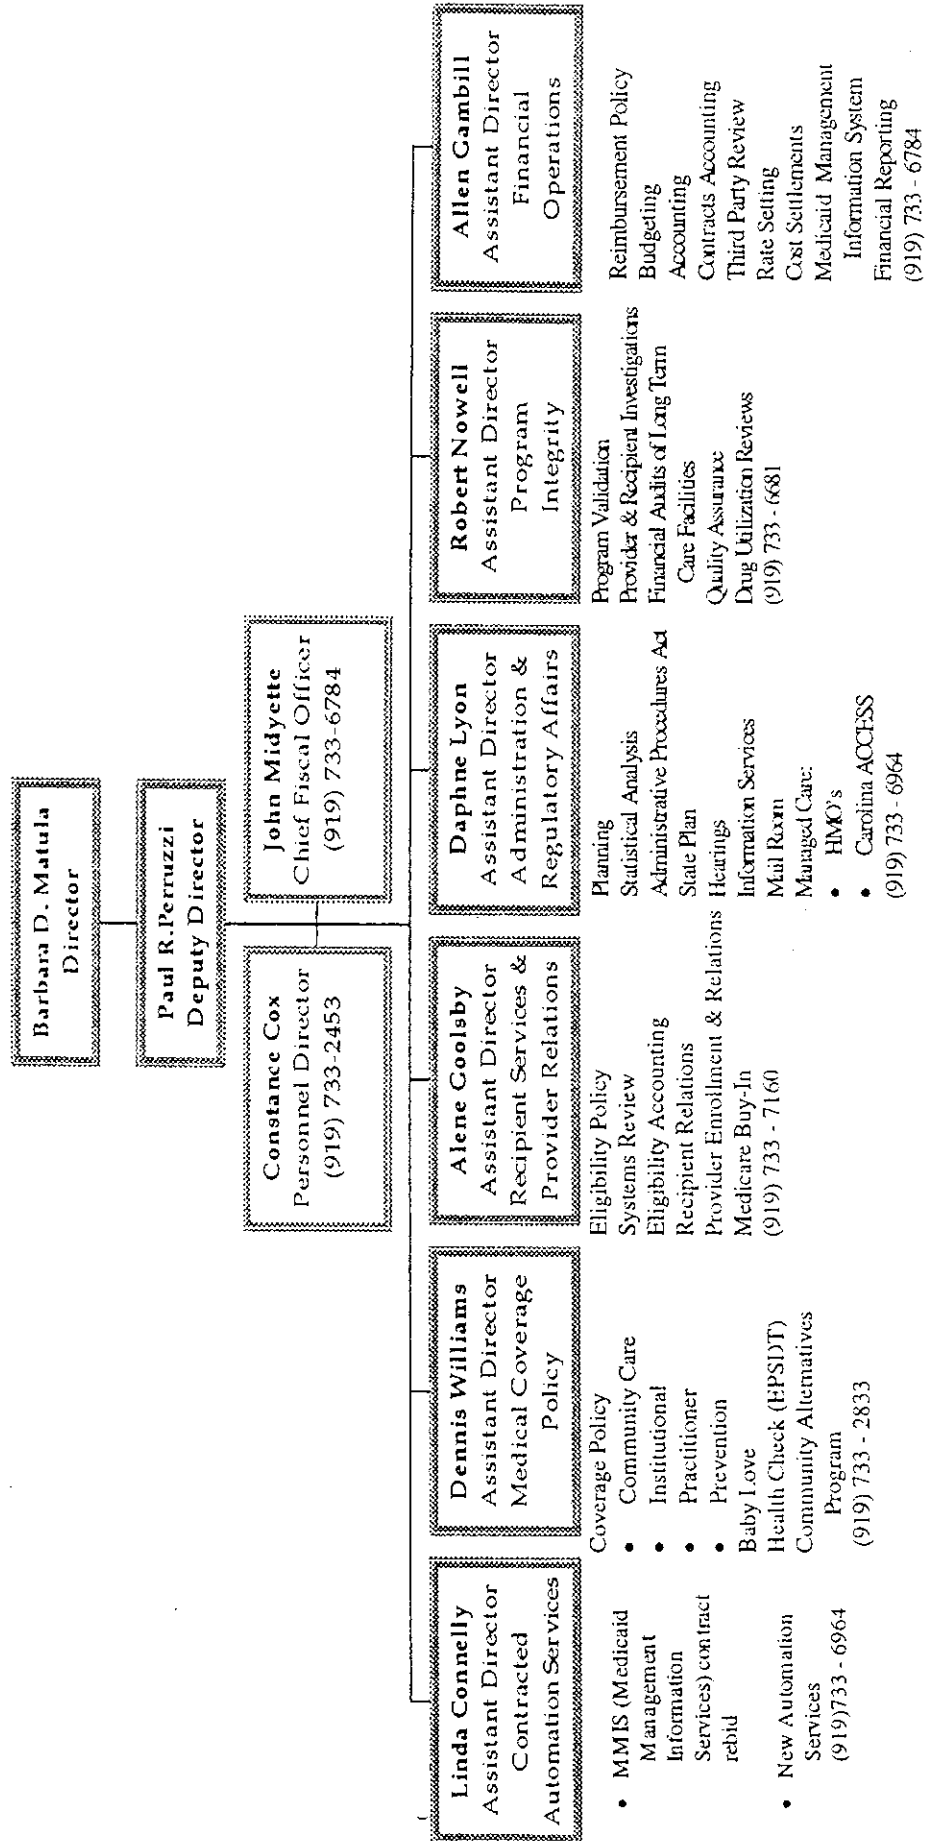 Barbara D. Matula
Director
Paul R.Perruzzi
Deputy Director
Constance Cox
Personnel Director
(919) 733-2453
John Midyette
Chief Fiscal Officer
(919) 733-6784
Linda Connelly
Assistant Director
Contracted
Automation Services
• MMIS (Medicaid
Management
Information
Services) contract
rebid
• New Automation
Services
(919)733 - 6964
Dennis Williams
Assistant Director
Medical Coverage
Policy
Coverage Policy
• Community Care
• Institutional
• Practitioner
• Prevention
Baby Love
Health Check (EPSDT)
Community Alternatives
Program
(919) 733 - 2833
Alene Goolsby
Assistant Director
Recipient Services &
Provider Relations
Eligibility Policy
Systems Review
Eligibility Accounting
Recipient Relations
Provider Enrollment & Relations
Medicare Buy-In
(919) 733 - 7160
Daphne Lyon
Assistant Director
Administration &
Regulatory Affairs
Planning
Statistical Analysis
Administrative Procedures Act
State Plan
Hearings
Information Services
Mail Room
Managed Care:
• HMO's
• Carolina ACCESS
(919) 733 - 6964
Robert Nowell
Assistant Director
Program
Integrity
Program Validation
Provider & Recipient Investigations
Financial Audits of Long Term
Care Facilities
Quality Assurance
Drug Utilization Reviews
(919) 733 - 6681
Allen Gambill
Assistant Director
Financial
Operations
Reimbursement Policy
Budgeting
Accounting
Contracts Accounting
Third Party Review
Rate Setting
Cost Settlements
Medicaid Management
Information System
Financial Reporting
(919) 733 - 6784